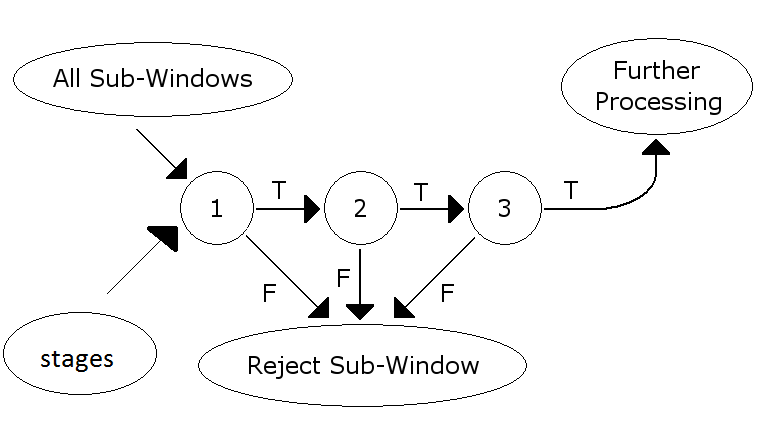 All Sub-Windows
Further
Processing
T
T
T
1
2
3
F
F
F
stages
Reject Sub-Window